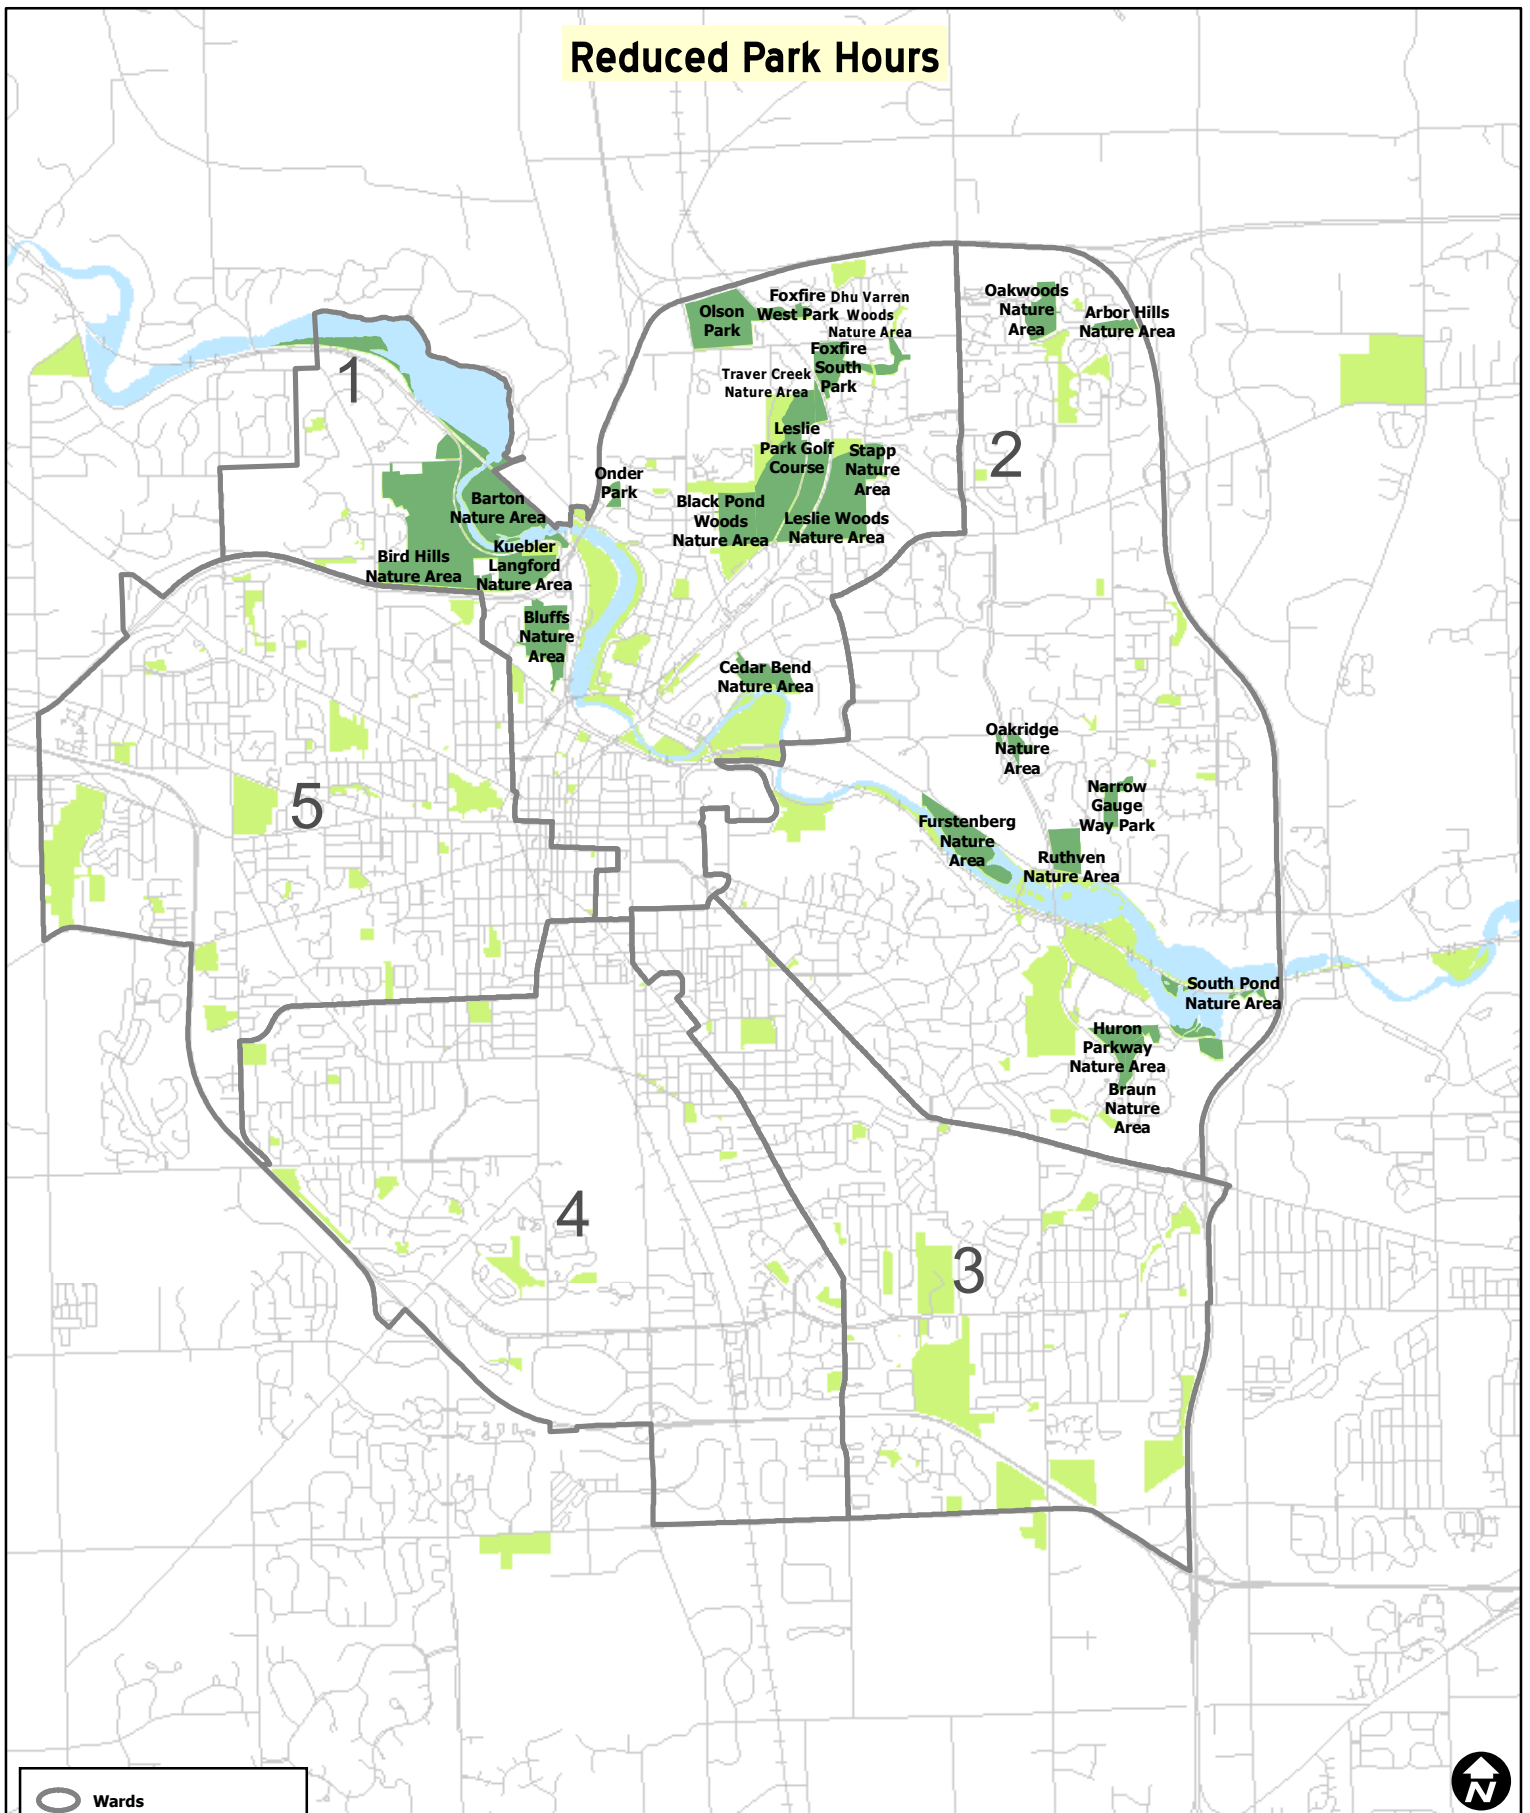 Reduced Park Hours
Olson
Park
Foxfire
West Park
Dhu Varren
Woods
Nature Area
Foxfire
South
Park
Traver Creek
Nature Area
Oakwoods
Nature
Area
Arbor Hills
Nature Area
1
2
Leslie
Park Golf
Course
Stapp
Nature
Area
Onder
Park
Black Pond
Woods
Nature Area
Leslie Woods
Nature Area
Barton
Nature Area
Bird Hills
Nature Area
Kuebler
Langford
Nature Area
Bluffs
Nature
Area
Cedar Bend
Nature Area
Oakridge
Nature
Area
Narrow
Gauge
Way Park
5
Furstenberg
Nature
Area
Ruthven
Nature Area
South Pond
Nature Area
Huron
Parkway
Nature Area
Braun
Nature
Area
4
3
Wards
N